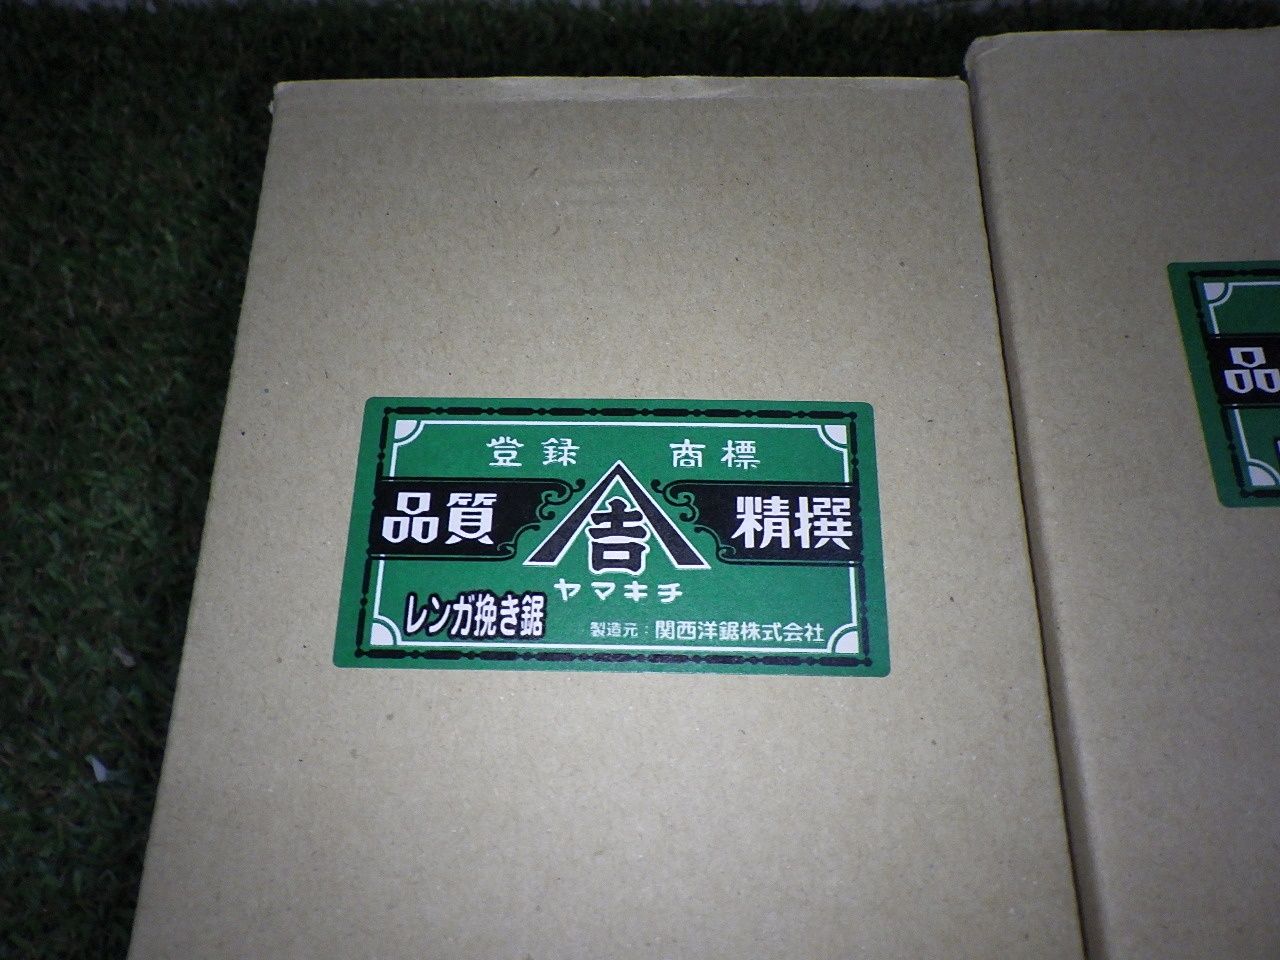 登録 商標
品質 吉 精撰
ヤマキチ
レンガ挽き鋸
製造元：関西洋鋸株式会社
品